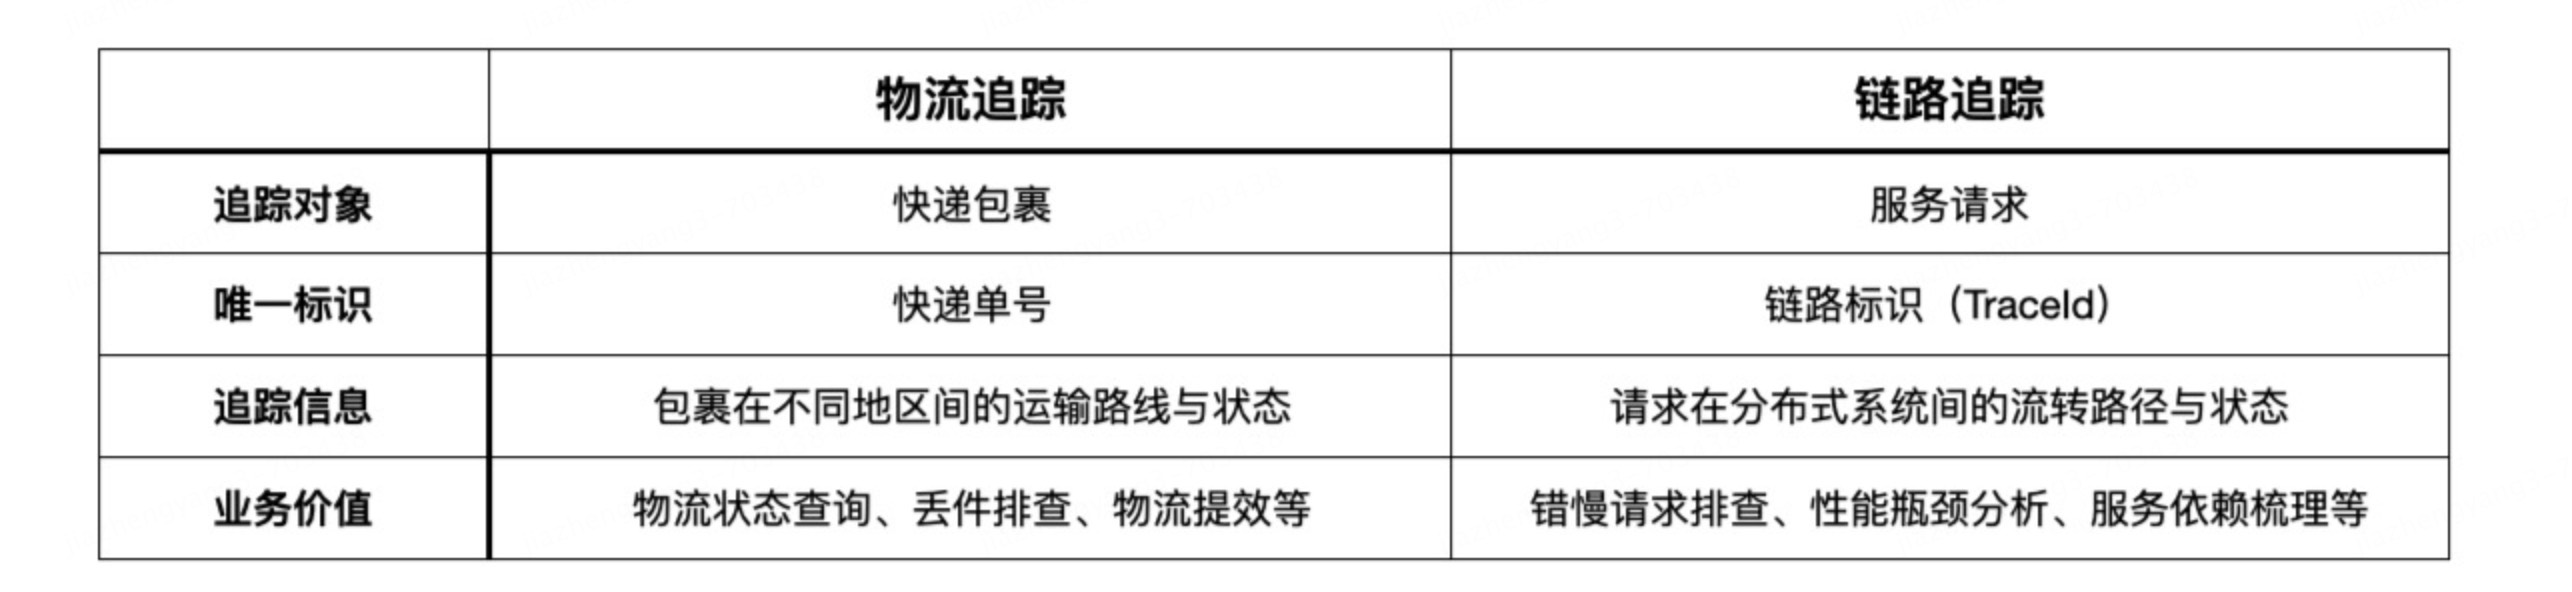 物流追踪 链路追踪
追踪对象 快递包裹 服务请求
唯一标识 快递单号 链路标识（TraceId）
追踪信息 包裹在不同地区间的运输路线与状态 请求在分布式系统间的流转路径与状态
业务价值 物流状态查询、丢件排查、物流提效等 错慢请求排查、性能瓶颈分析、服务依赖梳理等